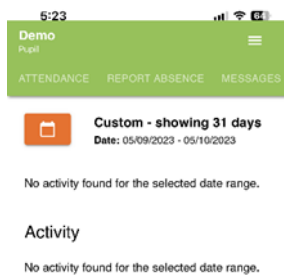 5:23
64
Demo
Pupil
ATTENDANCE REPORT ABSENCE MESSAGES
Custom - showing 31 days
Date: 05/09/2023 - 05/10/2023
No activity found for the selected date range.
Activity
No activity found for the selected date range.